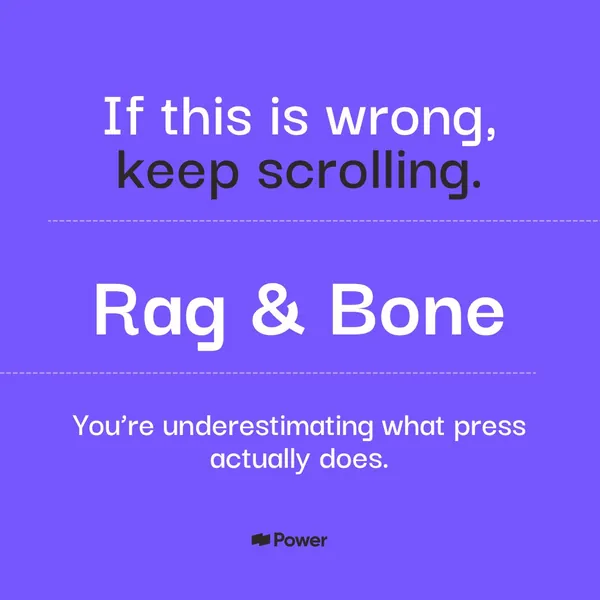 If this is wrong,
keep scrolling.
Rag & Bone
You’re underestimating what press
actually does.
Power